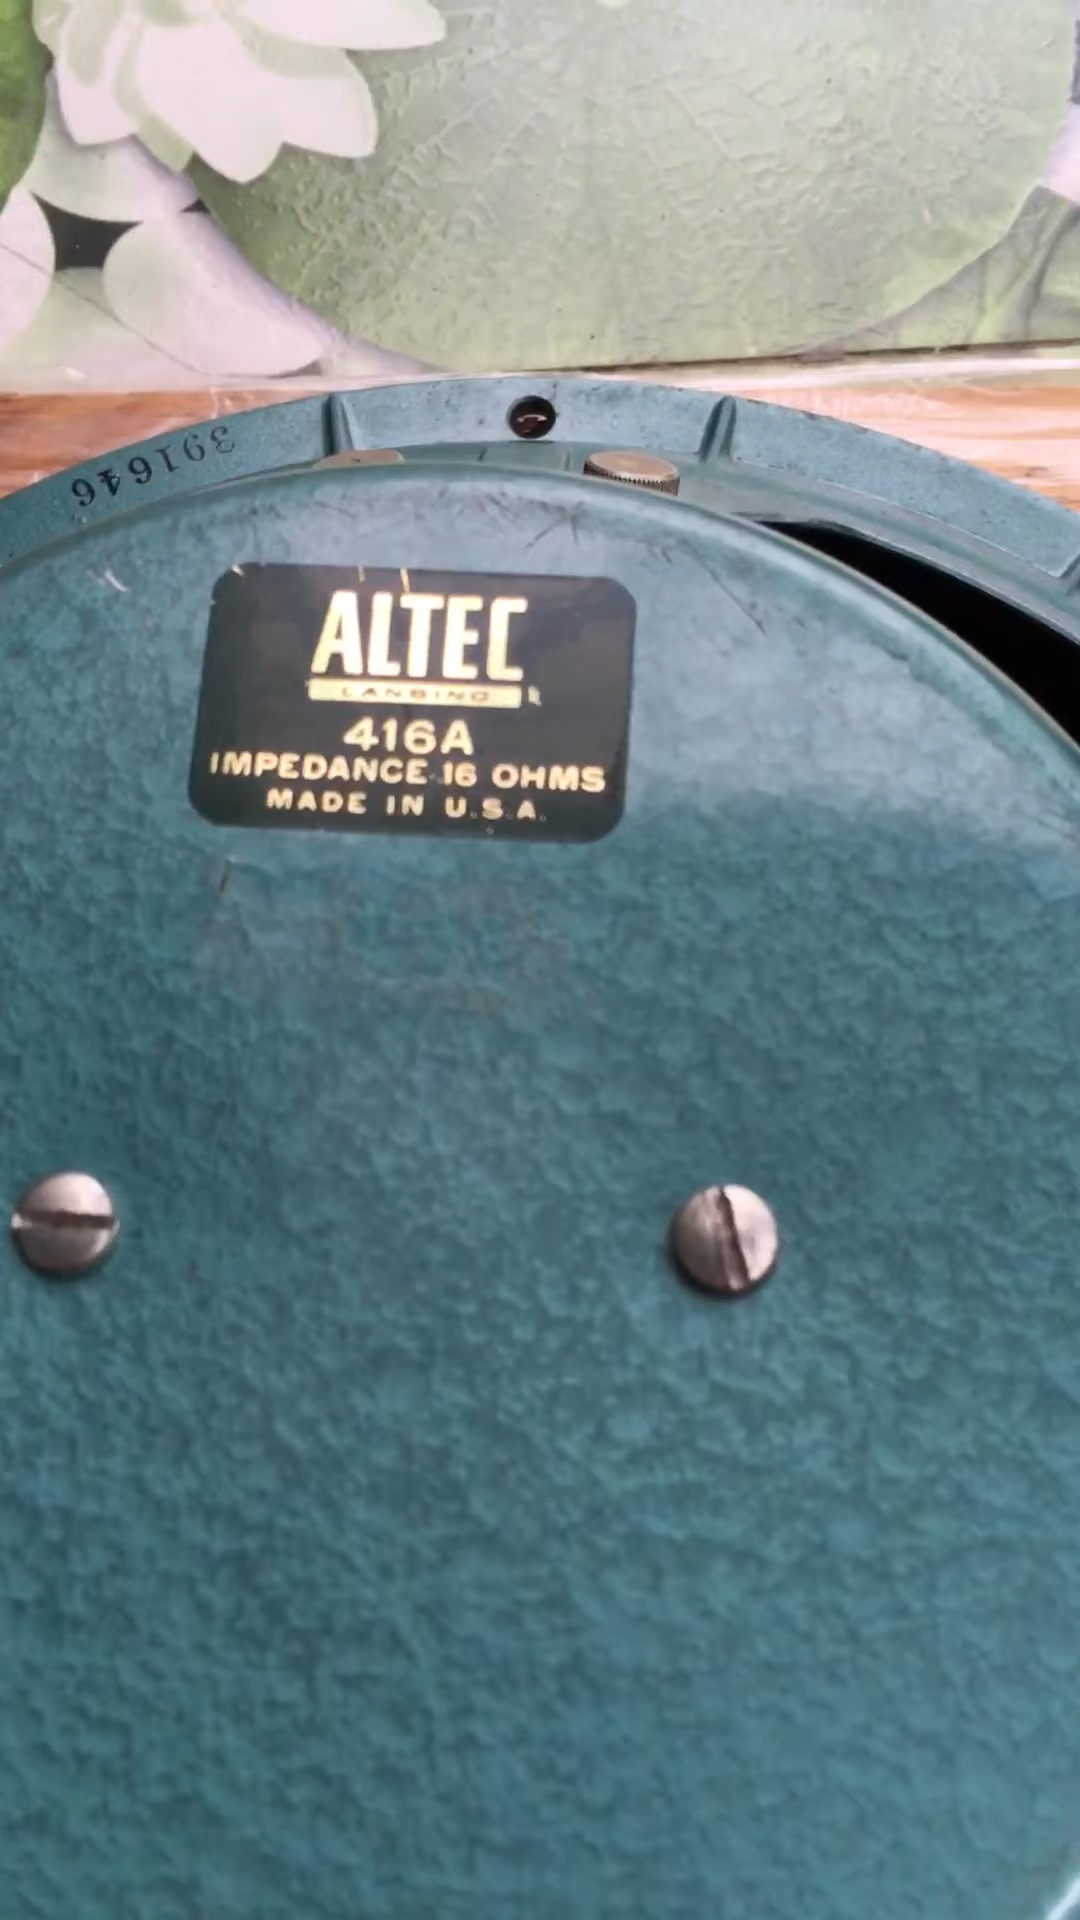 391646
ALTEC
LANSING
416A
IMPEDANCE 16 OHMS
MADE IN U.S.A.